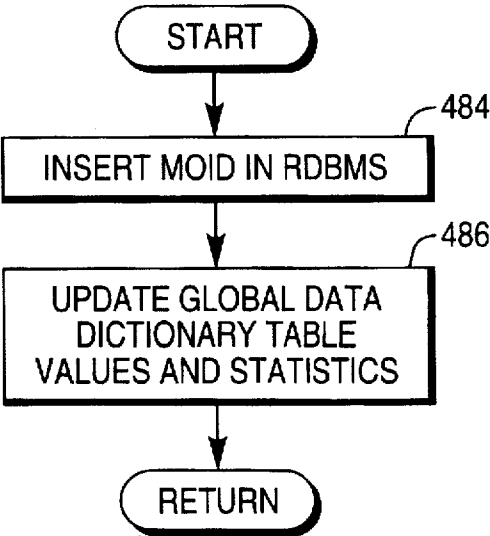 START
484
INSERT MOID IN RDBMS
486
UPDATE GLOBAL DATA
DICTIONARY TABLE
VALUES AND STATISTICS
RETURN